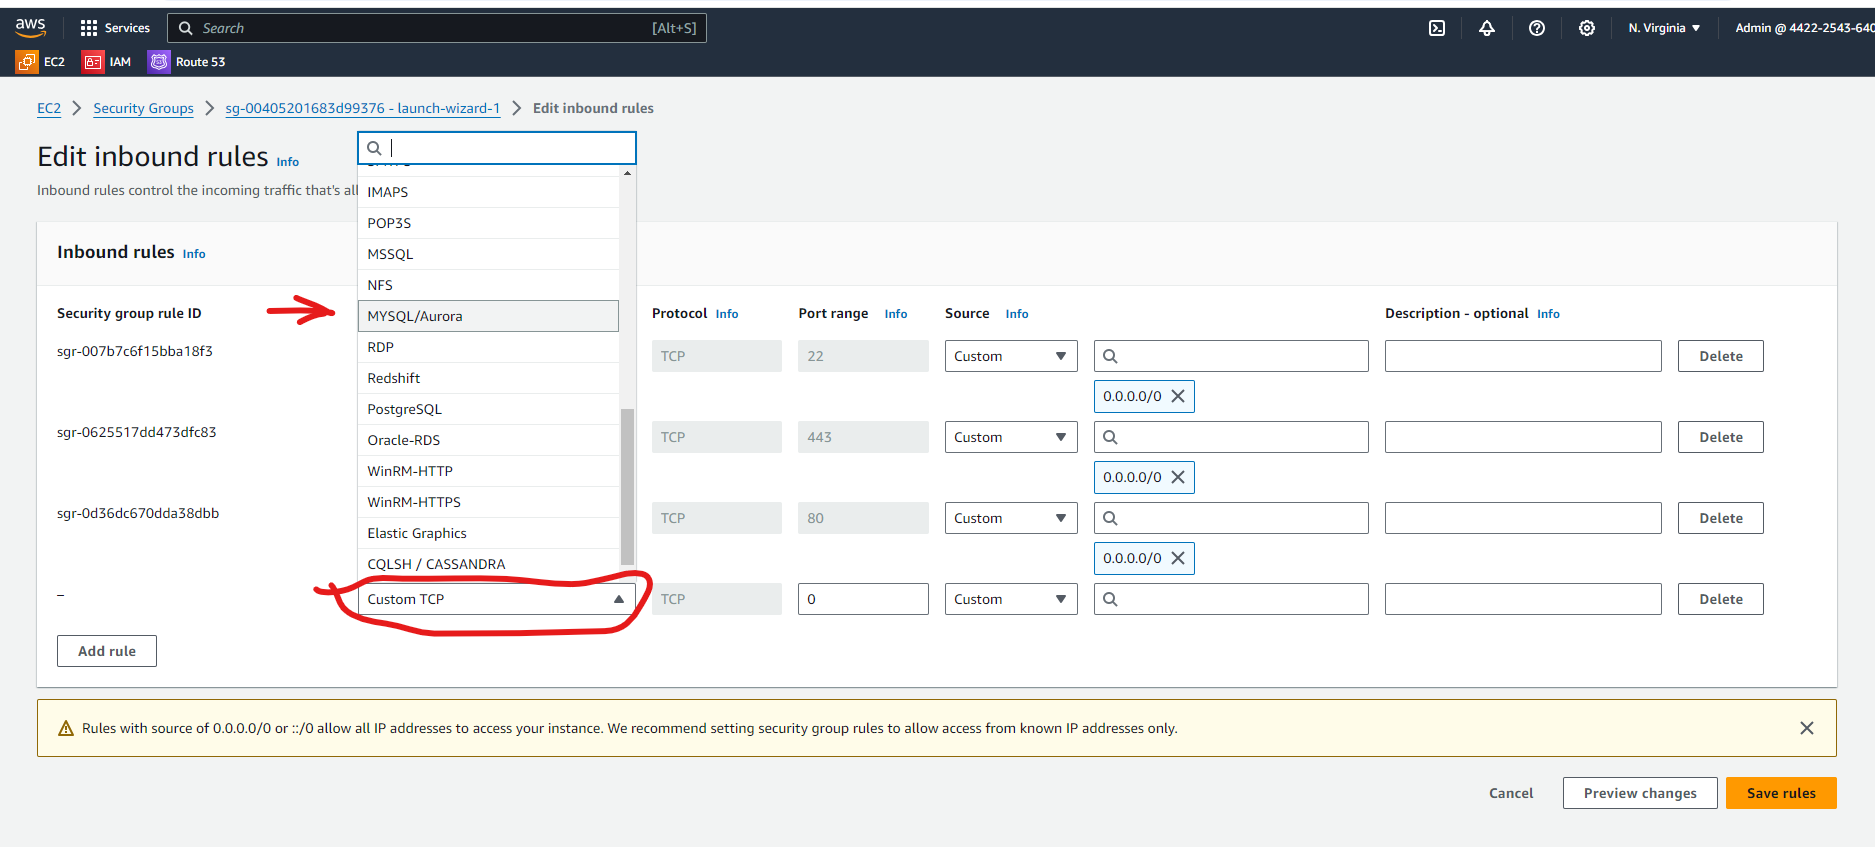 aws Services Search [Alt+S] N. Virginia Admin @ 4422-2543-640
EC2 IAM Route 53
EC2 Security Groups sg-00405201683d99376 - launch-wizard-1 Edit inbound rules
Edit inbound rules Info
Inbound rules control the incoming traffic that's all
Inbound rules Info
IMAPS
POP3S
MSSQL
NFS
MYSQL/Aurora
RDP
Redshift
PostgreSQL
Oracle-RDS
WinRM-HTTP
WinRM-HTTPS
Elastic Graphics
CQLSH / CASSANDRA
Security group rule ID Protocol Info Port range Info Source Info Description - optional Info
sgr-007b7c6f15bba18f3 TCP 22 Custom Delete
0.0.0.0/0
sgr-0625517dd473dfc83 TCP 443 Custom Delete
0.0.0.0/0
sgr-0d36dc670dda38dbb TCP 80 Custom Delete
0.0.0.0/0
– Custom TCP TCP 0 Custom Delete
Add rule
Rules with source of 0.0.0.0/0 or ::/0 allow all IP addresses to access your instance. We recommend setting security group rules to allow access from known IP addresses only.
Cancel Preview changes Save rules